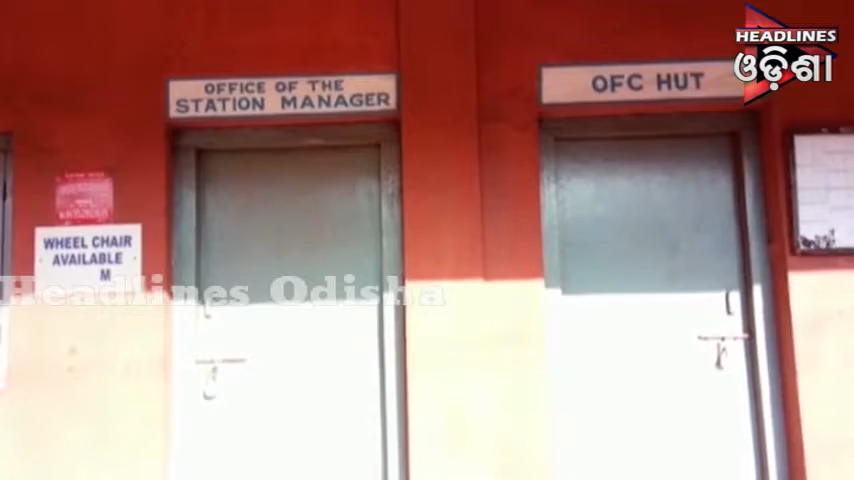 HEADLINES
ଓଡ଼ିଶା
OFFICE OF THE
STATION MANAGER
OFC HUT
WHEEL CHAIR
AVAILABLE
M
Headlines Odisha